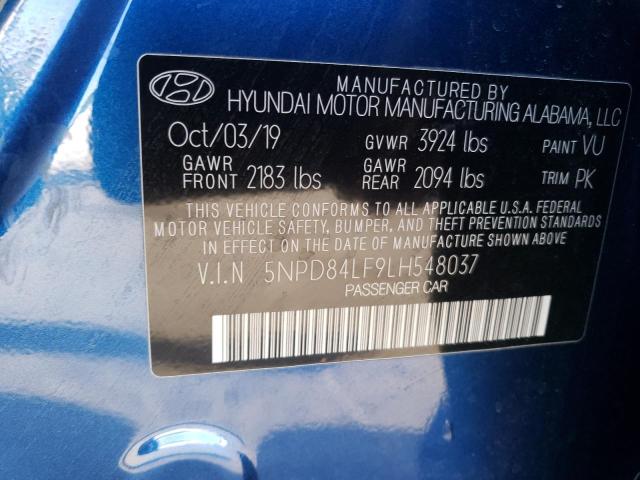 MANUFACTURED BY
HYUNDAI MOTOR MANUFACTURING ALABAMA, LLC
Oct/03/19 GVWR 3924 lbs PAINT VU
GAWR FRONT 2183 lbs GAWR REAR 2094 lbs TRIM PK
THIS VEHICLE CONFORMS TO ALL APPLICABLE U.S.A. FEDERAL
MOTOR VEHICLE SAFETY, BUMPER, AND THEFT PREVENTION STANDARDS
IN EFFECT ON THE DATE OF MANUFACTURE SHOWN ABOVE.
V.I.N 5NPD84LF9LH548037
PASSENGER CAR